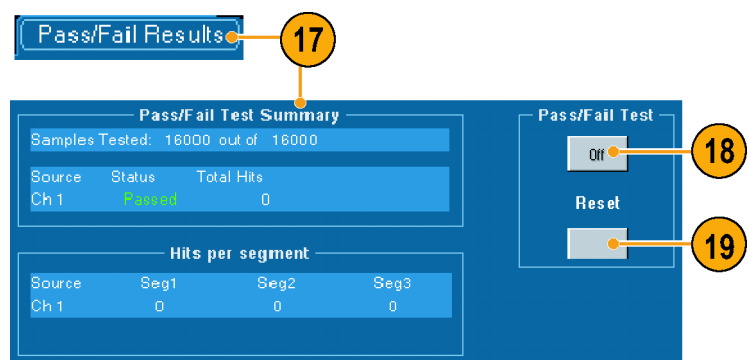 Pass/Fail Results
17
Pass/Fail Test Summary
Samples Tested: 16000 out of 16000
Source Status Total Hits
Ch 1 Passed 0
Hits per segment
Source Seg1 Seg2 Seg3
Ch 1 0 0 0
Pass/Fail Test
Off
18
Reset
19